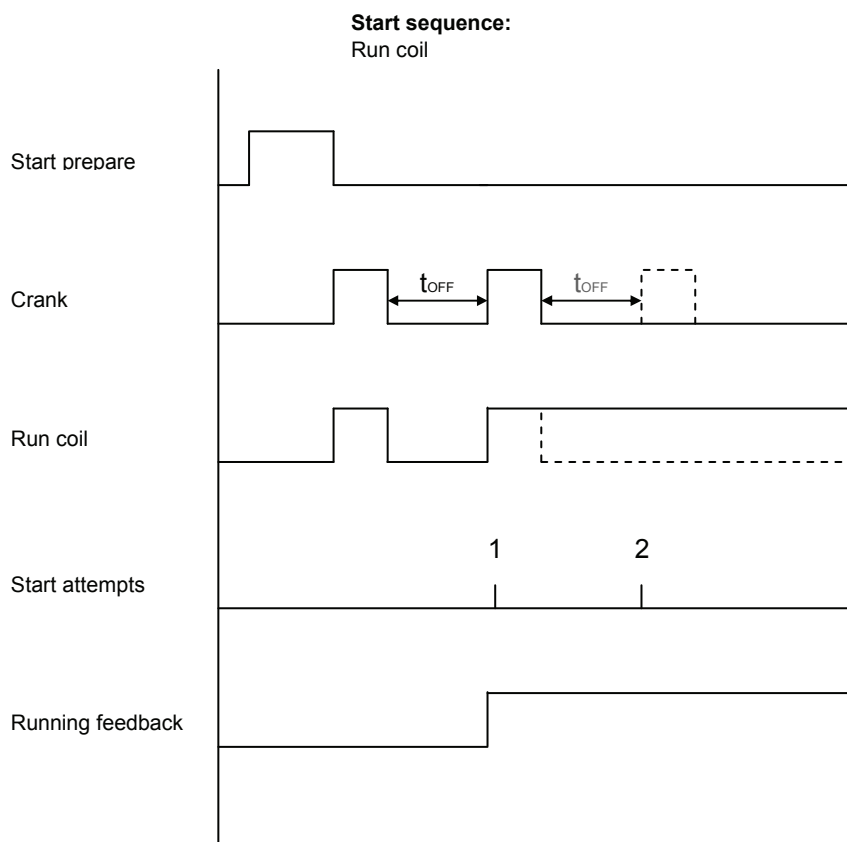 Start sequence:
Run coil
Start prepare
Crank
tOFF
tOFF
Run coil
1
2
Start attempts
Running feedback